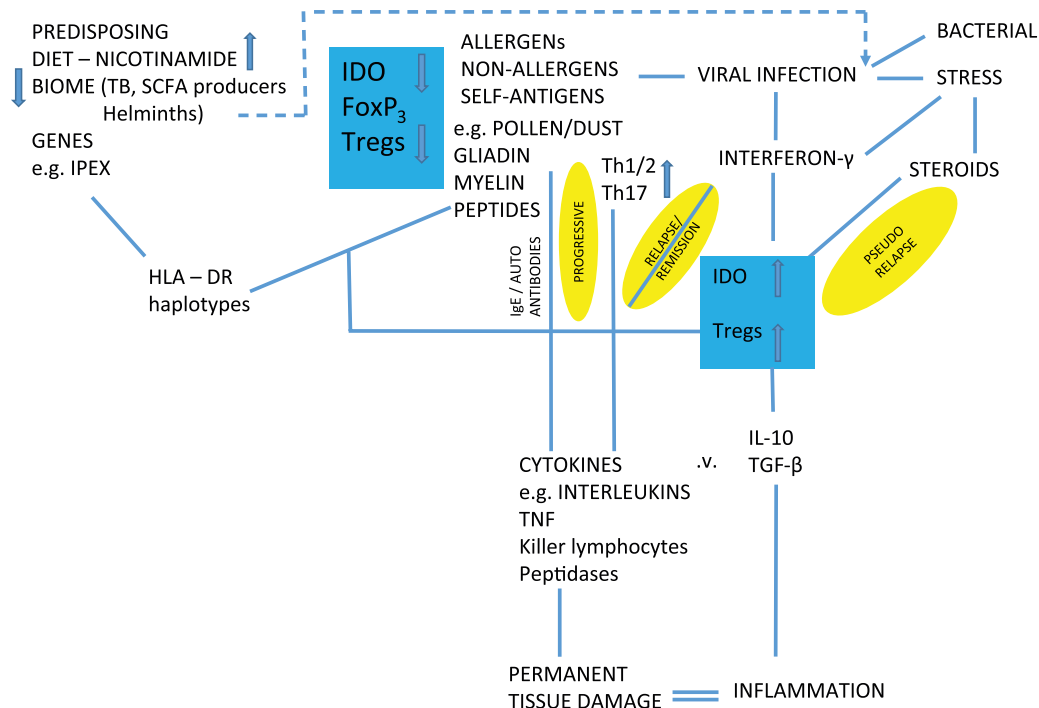 PREDISPOSING
DIET – NICOTINAMIDE
BIOME (TB, SCFA producers
Helminths)
GENES
e.g. IPEX
HLA – DR
haplotypes
IDO
FoxP3
Tregs
ALLERGENs
NON-ALLERGENS
SELF-ANTIGENS
e.g. POLLEN/DUST
GLIADIN
MYELIN
PEPTIDES
Th1/2
Th17
IgE / AUTO
ANTIBODIES
PROGRESSIVE
RELAPSE/
REMISSION
VIRAL INFECTION
BACTERIAL
STRESS
INTERFERON-γ
STEROIDS
PSEUDO
RELAPSE
IDO
Tregs
CYTOKINES
e.g. INTERLEUKINS
TNF
Killer lymphocytes
Peptidases
.v.
IL-10
TGF-β
PERMANENT
TISSUE DAMAGE
INFLAMMATION